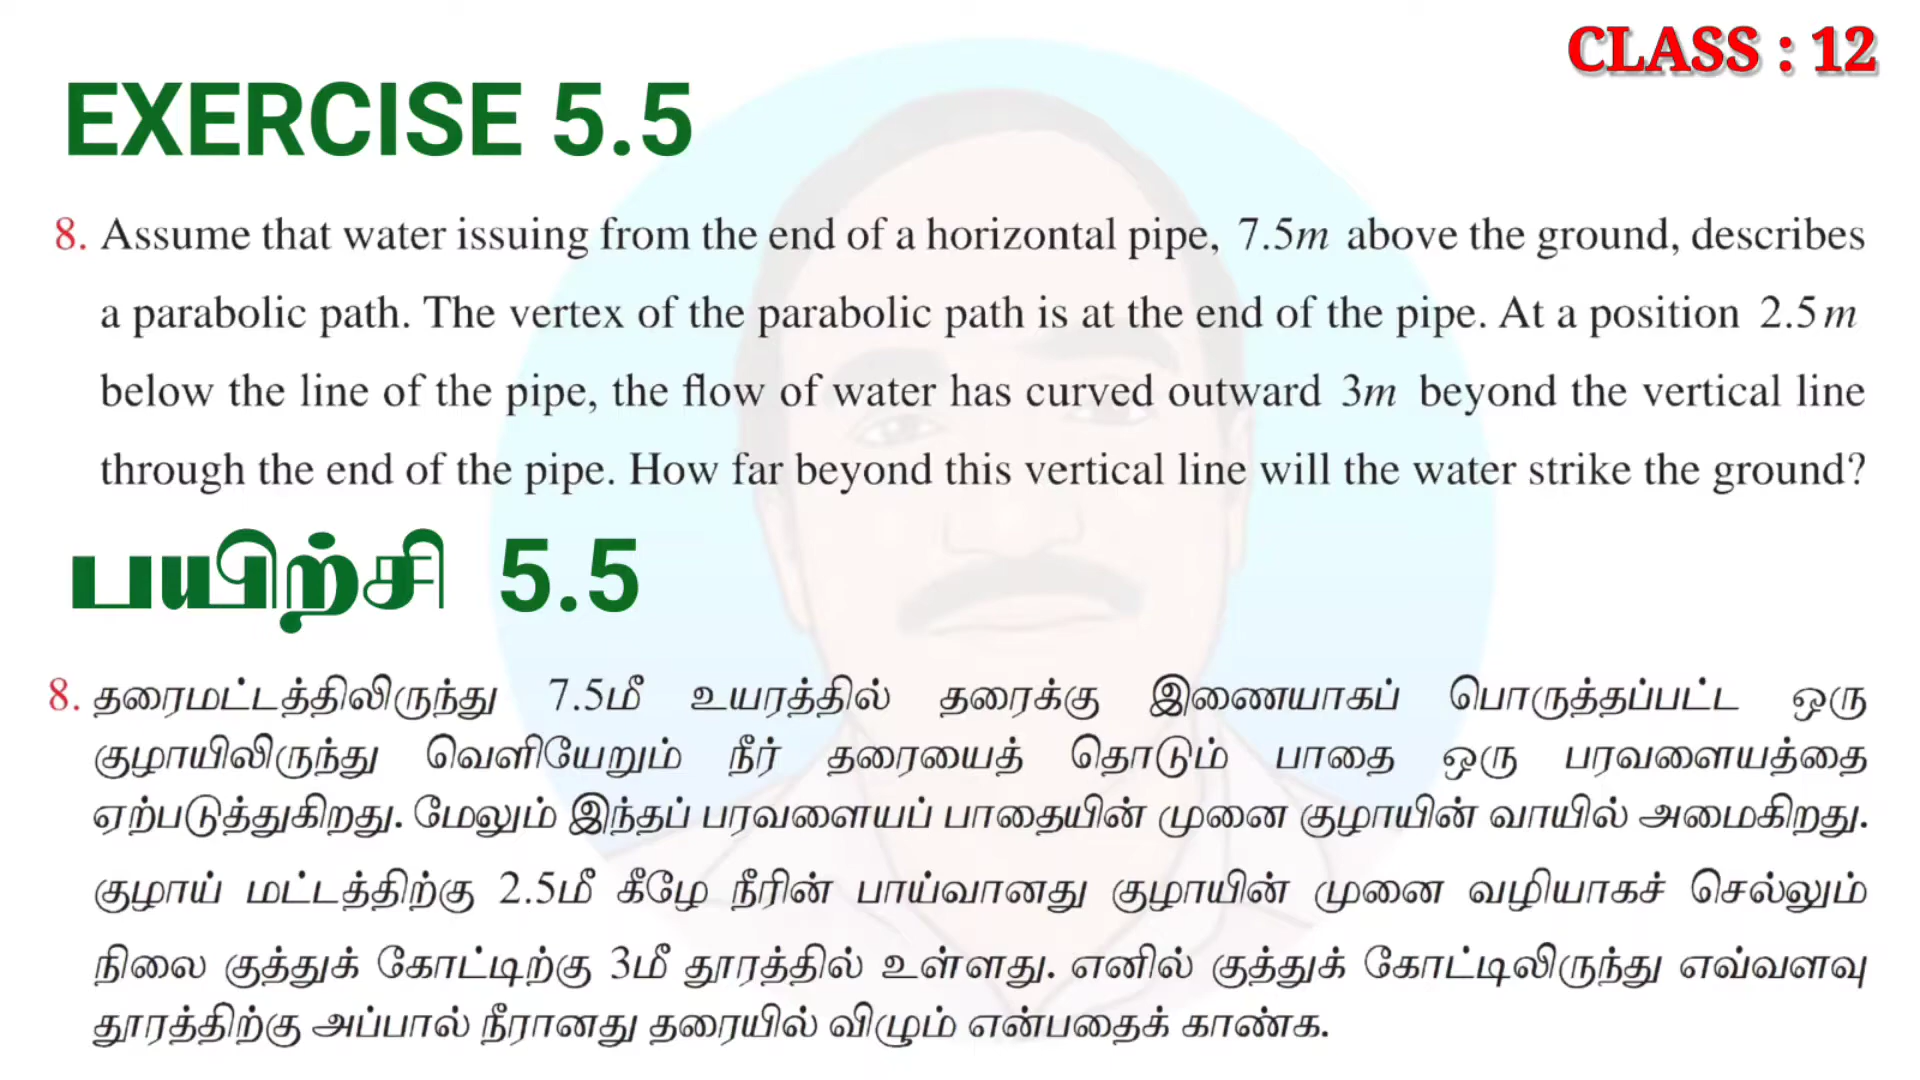 CLASS : 12
EXERCISE 5.5
8. Assume that water issuing from the end of a horizontal pipe, 7.5m above the ground, describes
a parabolic path. The vertex of the parabolic path is at the end of the pipe. At a position 2.5m
below the line of the pipe, the flow of water has curved outward 3m beyond the vertical line
through the end of the pipe. How far beyond this vertical line will the water strike the ground?
பயிற்சி 5.5
8. தரைமட்டத்திலிருந்து 7.5மீ உயரத்தில் தரைக்கு இணையாகப் பொருத்தப்பட்ட ஒரு
குழாயிலிருந்து வெளியேறும் நீர் தரையைத் தொடும் பாதை ஒரு பரவளையத்தை
ஏற்படுத்துகிறது. மேலும் இந்தப் பரவளையப் பாதையின் முனை குழாயின் வாயில் அமைகிறது.
குழாய் மட்டத்திற்கு 2.5மீ கீழே நீரின் பாய்வானது குழாயின் முனை வழியாகச் செல்லும்
நிலை குத்துக் கோட்டிற்கு 3மீ தூரத்தில் உள்ளது. எனில் குத்துக் கோட்டிலிருந்து எவ்வளவு
தூரத்திற்கு அப்பால் நீரானது தரையில் விழும் என்பதைக் காண்க.